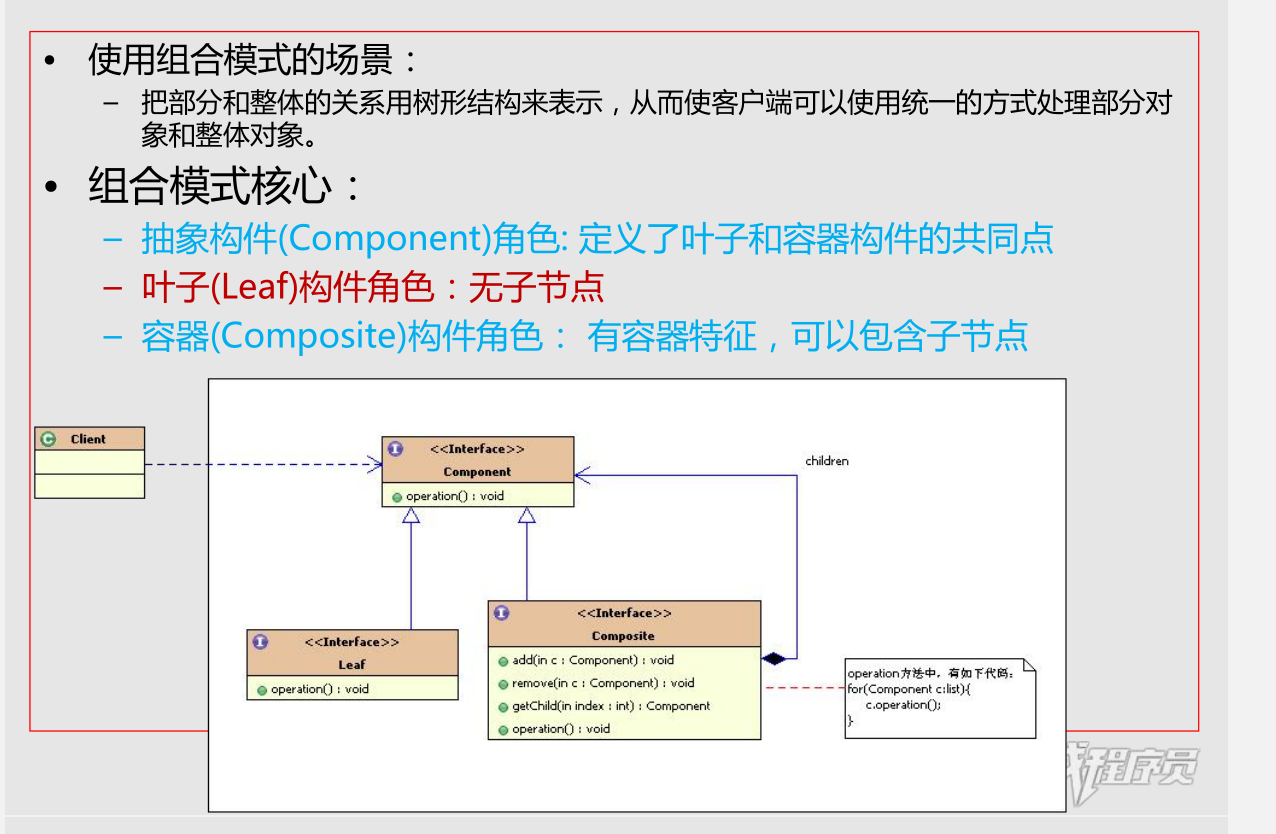 • 使用组合模式的场景：
– 把部分和整体的关系用树形结构来表示，从而使客户端可以使用统一的方式处理部分对
象和整体对象。
• 组合模式核心：
– 抽象构件(Component)角色: 定义了叶子和容器构件的共同点
– 叶子(Leaf)构件角色：无子节点
– 容器(Composite)构件角色： 有容器特征，可以包含子节点
C Client
I <<Interface>>
Component
operation() : void
children
I <<Interface>>
Leaf
operation() : void
I <<Interface>>
Composite
add(in c : Component) : void
remove(in c : Component) : void
getChild(in index : int) : Component
operation() : void
operation方法中，有如下代码：
for(Component c:list){
c.operation();
}
程序员